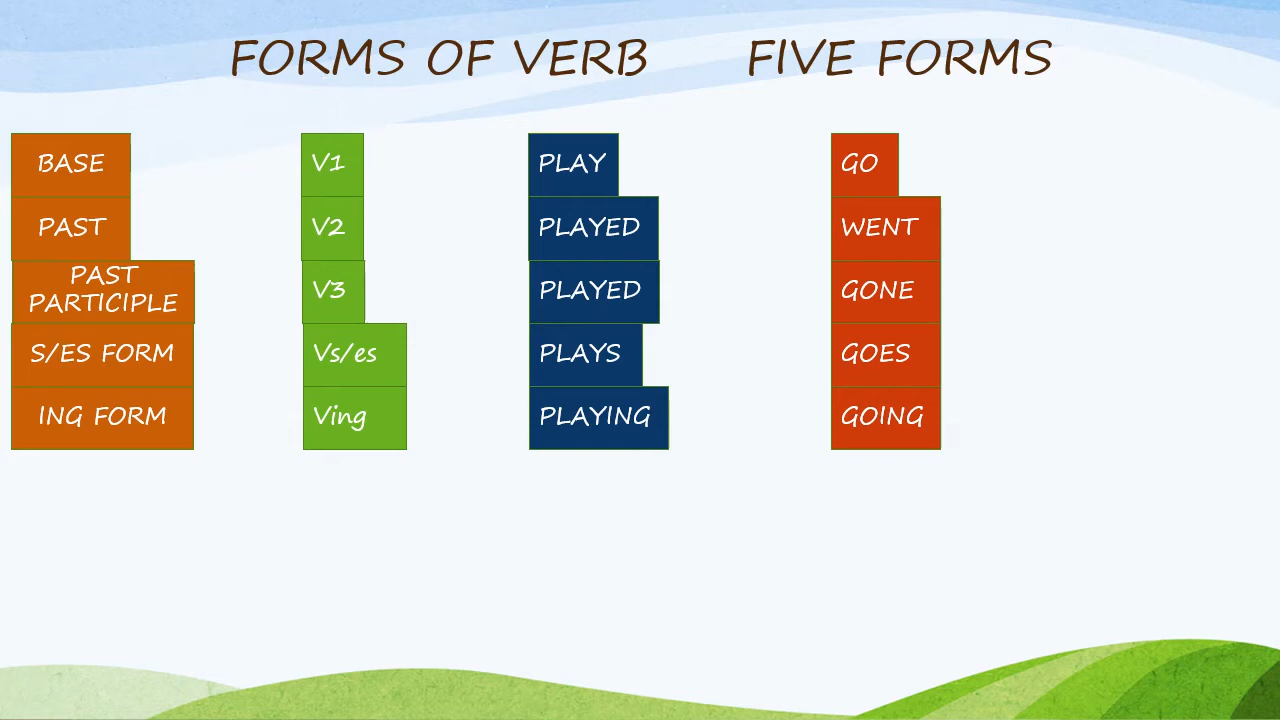 FORMS OF VERB FIVE FORMS
BASE V1 PLAY GO
PAST V2 PLAYED WENT
PAST
PARTICIPLE V3 PLAYED GONE
S/ES FORM Vs/es PLAYS GOES
ING FORM Ving PLAYING GOING